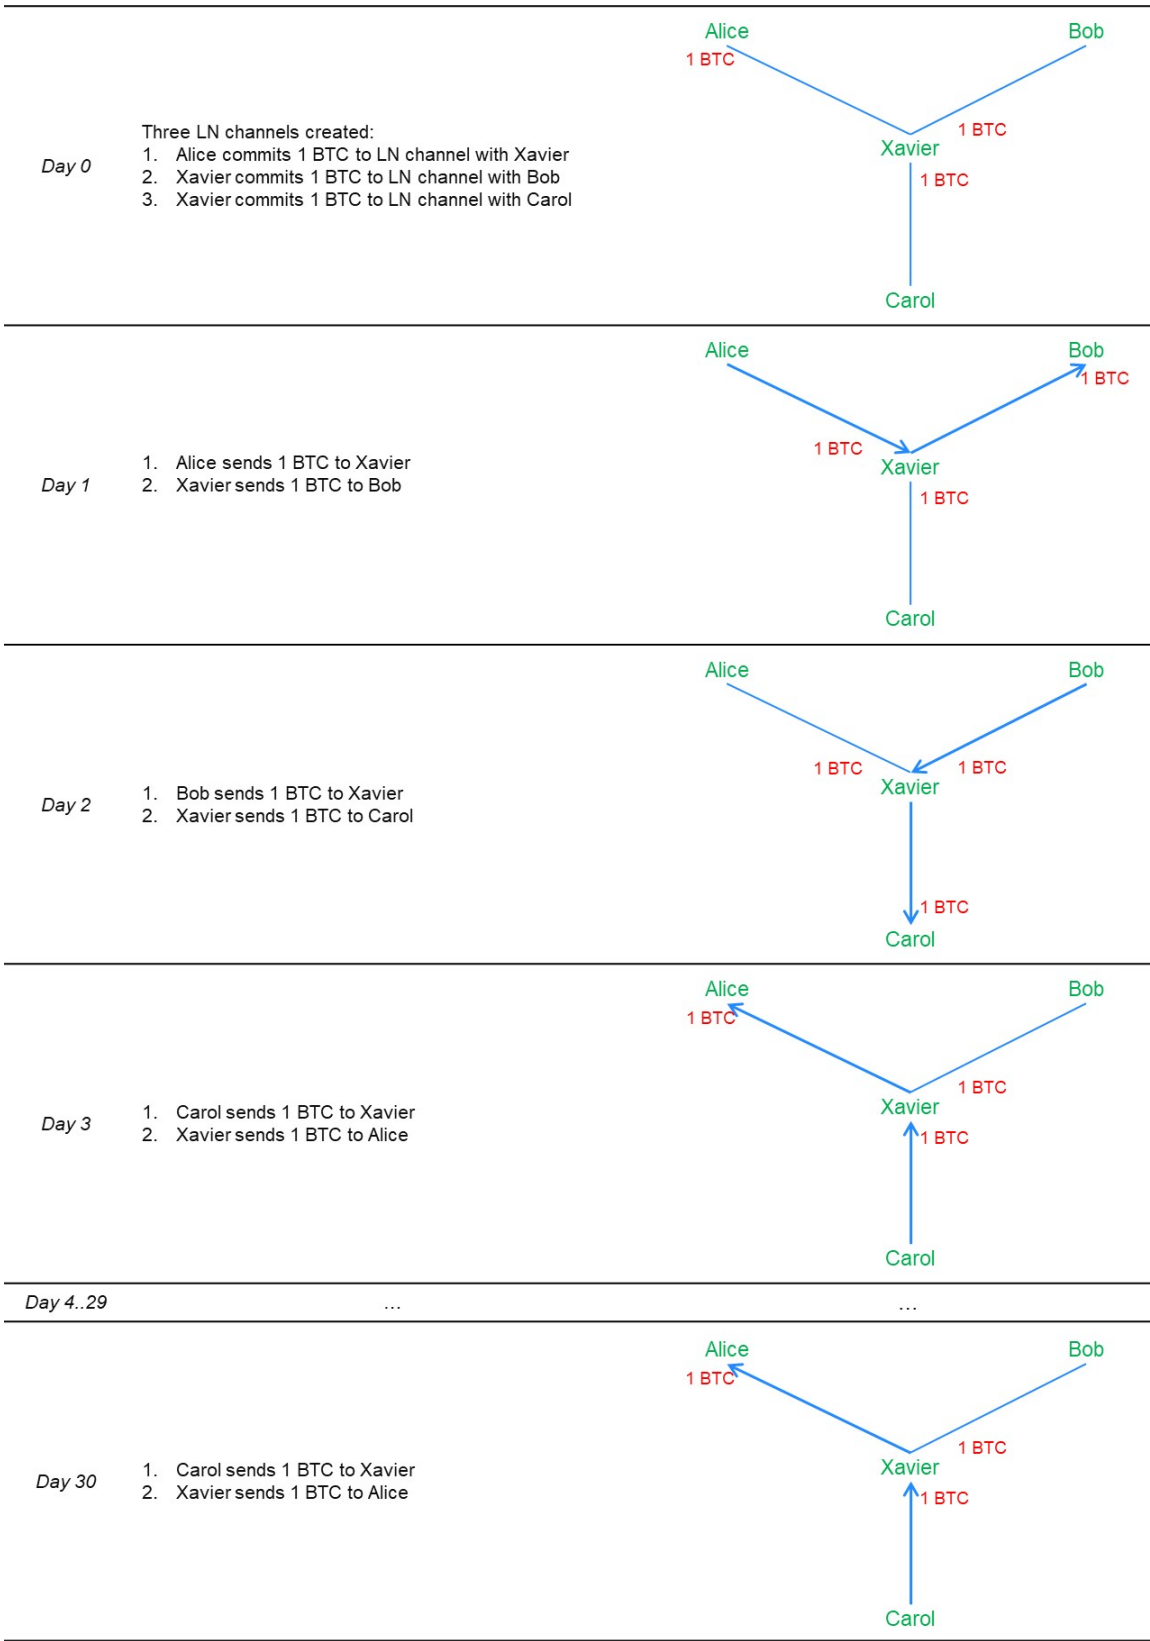 Alice
Bob
1 BTC
Three LN channels created:
1 BTC
Day 0
1. Alice commits 1 BTC to LN channel with Xavier
Xavier
2. Xavier commits 1 BTC to LN channel with Bob
1 BTC
3. Xavier commits 1 BTC to LN channel with Carol
Carol
Alice
Bob
1 BTC
1 BTC
Day 1
1. Alice sends 1 BTC to Xavier
Xavier
2. Xavier sends 1 BTC to Bob
1 BTC
Carol
Alice
Bob
1 BTC
1 BTC
Day 2
1. Bob sends 1 BTC to Xavier
Xavier
2. Xavier sends 1 BTC to Carol
1 BTC
Carol
Alice
Bob
1 BTC
1 BTC
Day 3
1. Carol sends 1 BTC to Xavier
Xavier
2. Xavier sends 1 BTC to Alice
1 BTC
Carol
Day 4..29 ... ...
Alice
Bob
1 BTC
1 BTC
Day 30
1. Carol sends 1 BTC to Xavier
Xavier
2. Xavier sends 1 BTC to Alice
1 BTC
Carol